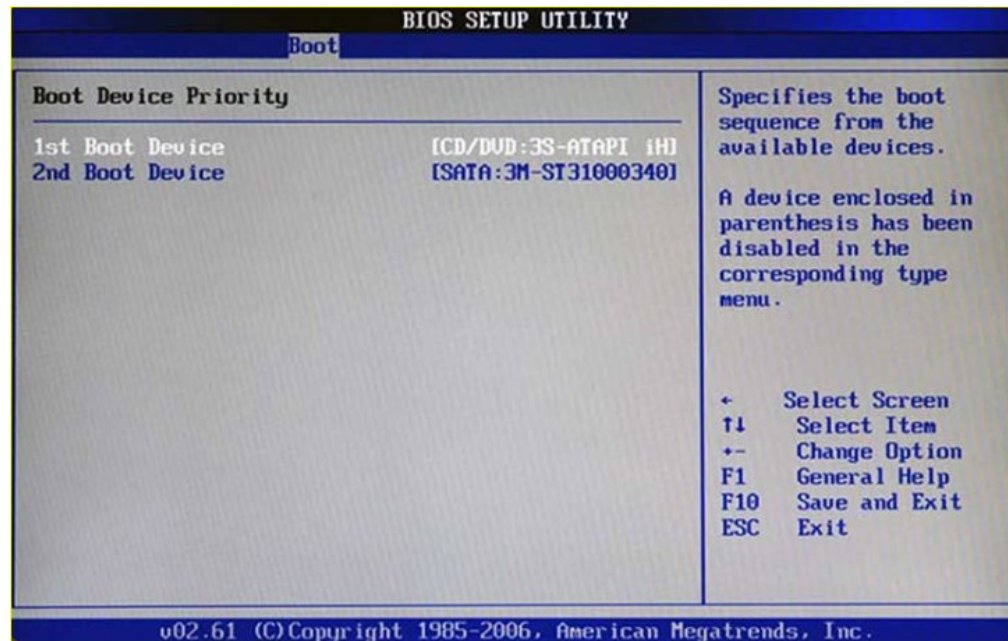 BIOS SETUP UTILITY
Boot
Boot Device Priority
1st Boot Device [CD/DVD:3S-ATAPI iH]
2nd Boot Device [SATA:3M-ST31000340]
Specifies the boot
sequence from the
available devices.
A device enclosed in
parenthesis has been
disabled in the
corresponding type
menu.
← Select Screen
↑↓ Select Item
+- Change Option
F1 General Help
F10 Save and Exit
ESC Exit
v02.61 (C)Copyright 1985-2006, American Megatrends, Inc.